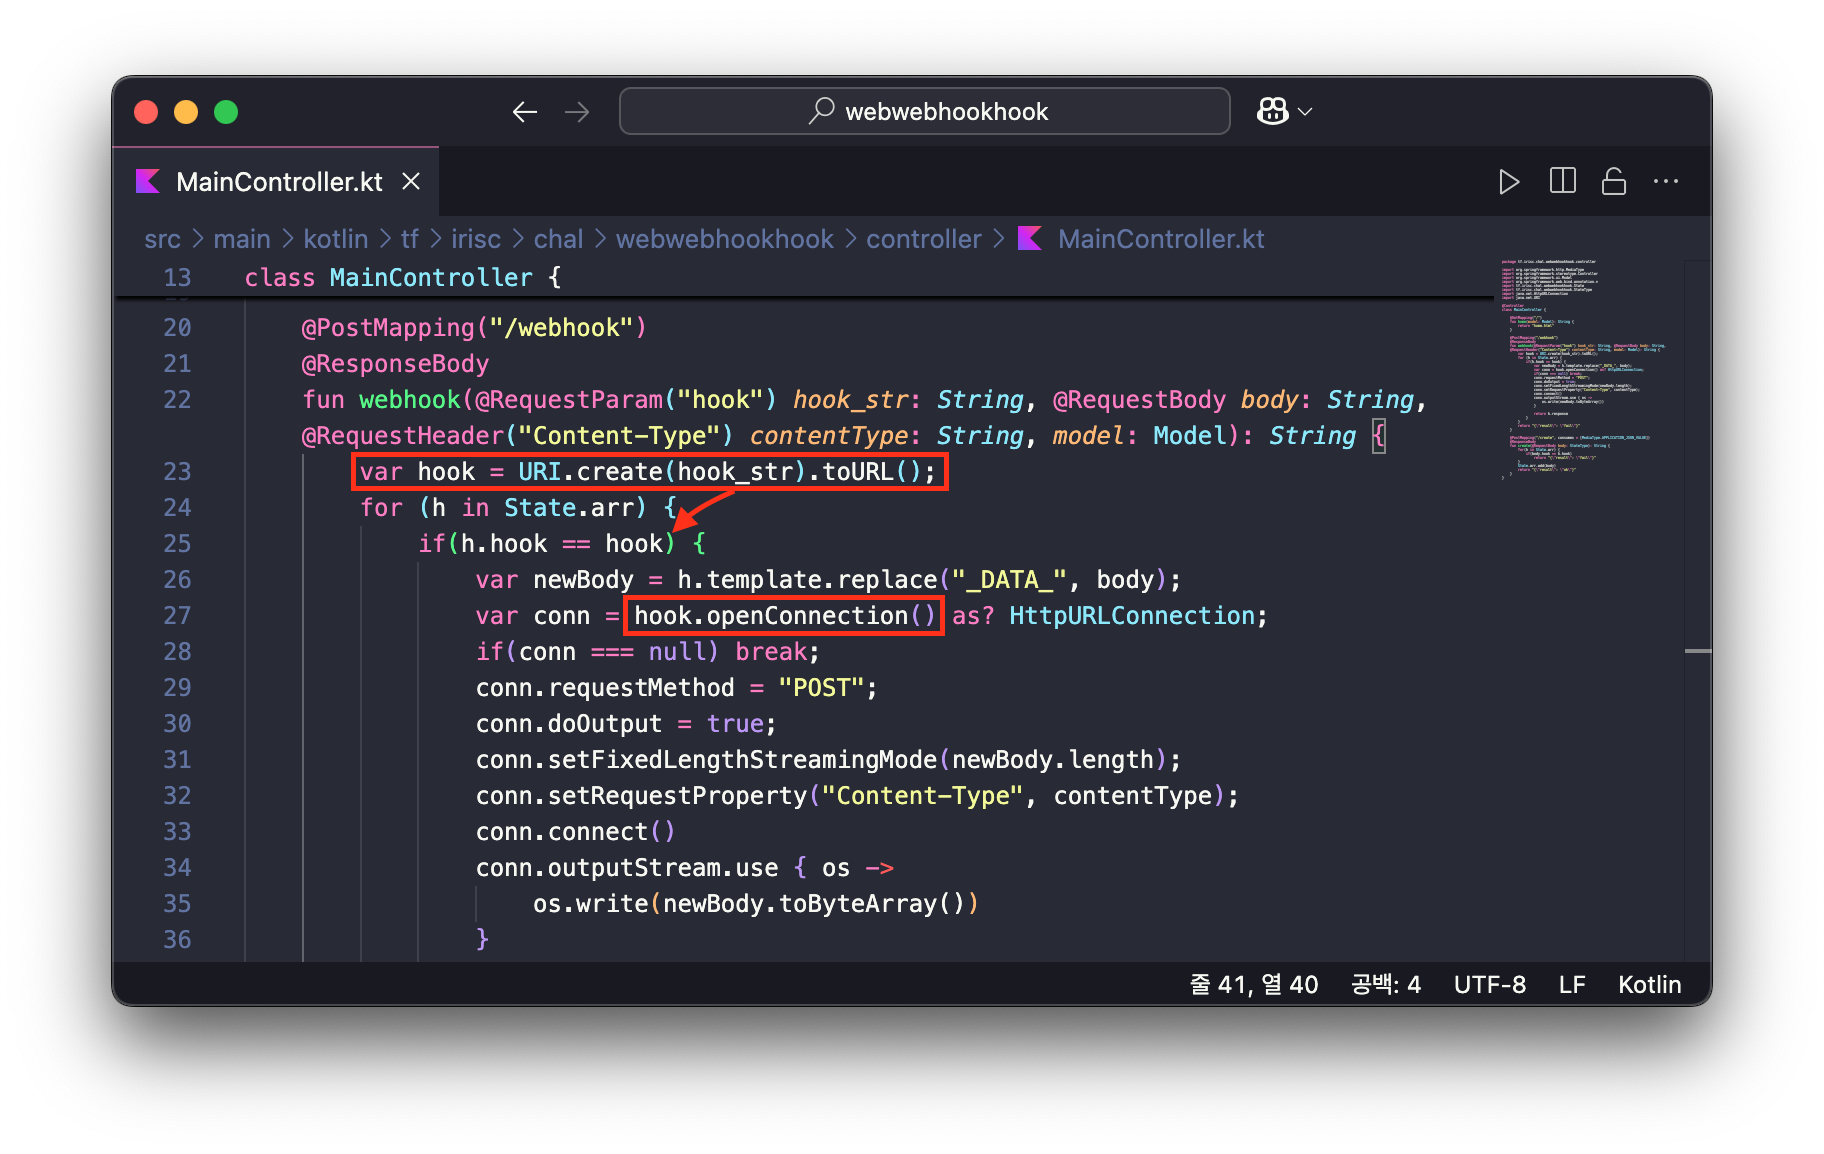 webwebhookhook
MainController.kt
src > main > kotlin > tf > irisc > chal > webwebhookhook > controller > MainController.kt
13 class MainController {
20 @PostMapping("/webhook")
21 @ResponseBody
22 fun webhook(@RequestParam("hook") hook_str: String, @RequestBody body: String,
@RequestHeader("Content-Type") contentType: String, model: Model): String {
23 var hook = URI.create(hook_str).toURL();
24 for (h in State.arr) {
25 if(h.hook == hook) {
26 var newBody = h.template.replace("_DATA_", body);
27 var conn = hook.openConnection() as? HttpURLConnection;
28 if(conn === null) break;
29 conn.requestMethod = "POST";
30 conn.doOutput = true;
31 conn.setFixedLengthStreamingMode(newBody.length);
32 conn.setRequestProperty("Content-Type", contentType);
33 conn.connect()
34 conn.outputStream.use { os ->
35 os.write(newBody.toByteArray())
36 }
줄 41, 열 40 공백: 4 UTF-8 LF Kotlin